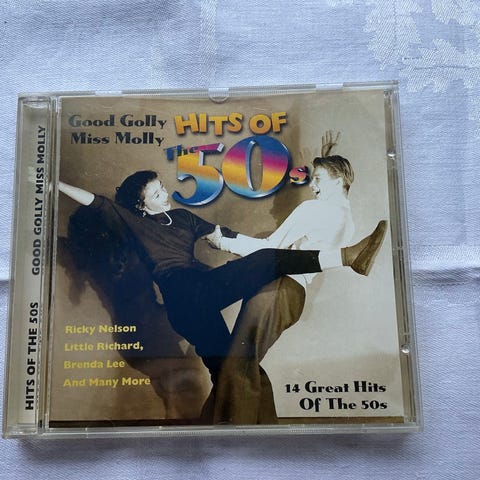 Good Golly
Miss Molly
HITS OF
The
50s
Ricky Nelson
Little Richard,
Brenda Lee
And Many More
14 Great Hits
Of The 50s
HITS OF THE 50S GOOD GOLLY MISS MOLLY